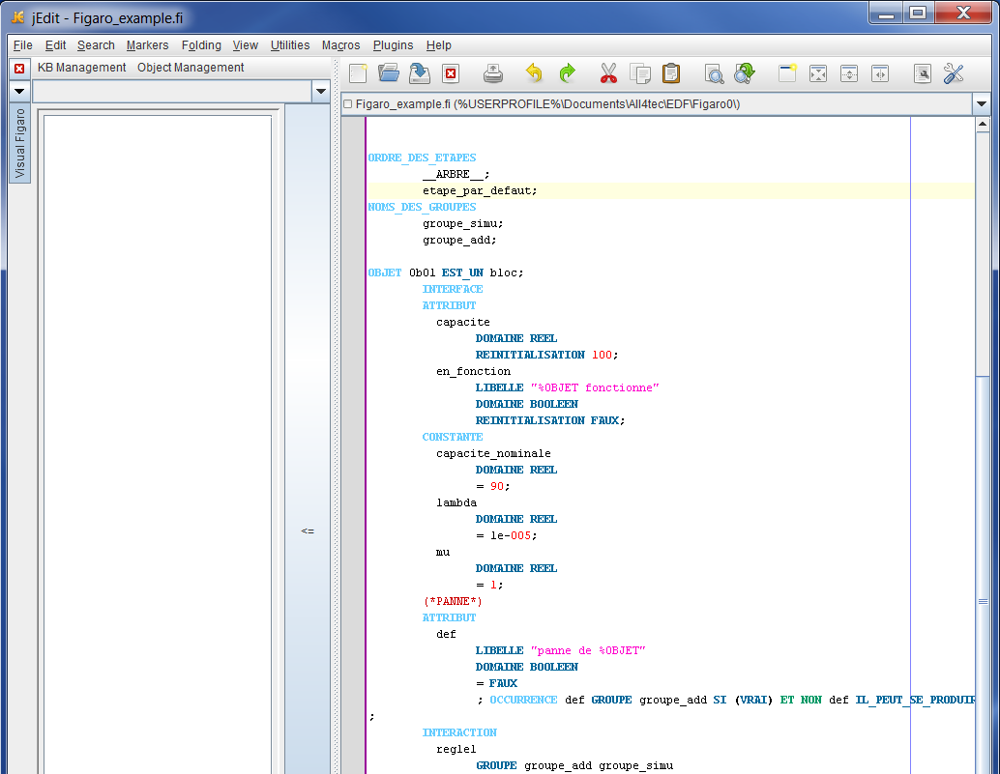 jEdit - Figaro_example.fi
File Edit Search Markers Folding View Utilities Macros Plugins Help
KB Management Object Management
Visual Figaro
<=
Figaro_example.fi (%USERPROFILE%\Documents\All4tec\EDF\Figaro0\)
ORDRE_DES_ETAPES
__ARBRE__;
etape_par_defaut;
NOMS_DES_GROUPES
groupe_simu;
groupe_add;
OBJET Ob01 EST_UN bloc;
INTERFACE
ATTRIBUT
capacite
DOMAINE REEL
REINITIALISATION 100;
en_fonction
LIBELLE "%OBJET fonctionne"
DOMAINE BOOLEEN
REINITIALISATION FAUX;
CONSTANTE
capacite_nominale
DOMAINE REEL
= 90;
lambda
DOMAINE REEL
= 1e-005;
mu
DOMAINE REEL
= 1;
(*PANNE*)
ATTRIBUT
def
LIBELLE "panne de %OBJET"
DOMAINE BOOLEEN
= FAUX
; OCCURRENCE def GROUPE groupe_add SI (VRAI) ET NON def IL_PEUT_SE_PRODUIR
;
INTERACTION
regle1
GROUPE groupe_add groupe_simu